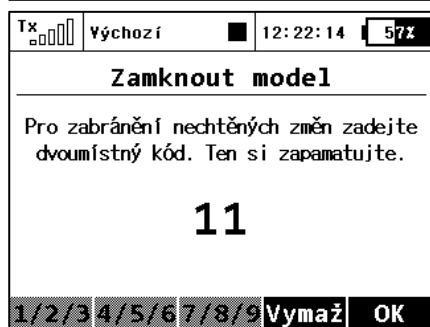 Tx Výchozí 12:22:14 57%
Zamknout model
Pro zabránění nechtěných změn zadejte
dvoumístný kód. Ten si zapamatujte.
11
1/2/3 4/5/6 7/8/9 Vymaž OK